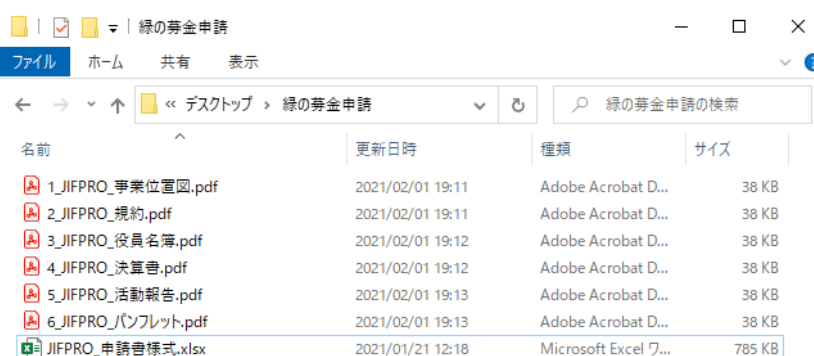 緑の募金申請
ファイル ホーム 共有 表示
« デスクトップ › 緑の募金申請 緑の募金申請の検索
名前 更新日時 種類 サイズ
1_JIFPRO_事業位置図.pdf 2021/02/01 19:11 Adobe Acrobat D... 38 KB
2_JIFPRO_規約.pdf 2021/02/01 19:11 Adobe Acrobat D... 38 KB
3_JIFPRO_役員名簿.pdf 2021/02/01 19:12 Adobe Acrobat D... 38 KB
4_JIFPRO_決算書.pdf 2021/02/01 19:12 Adobe Acrobat D... 38 KB
5_JIFPRO_活動報告.pdf 2021/02/01 19:13 Adobe Acrobat D... 38 KB
6_JIFPRO_パンフレット.pdf 2021/02/01 19:13 Adobe Acrobat D... 38 KB
JIFPRO_申請書様式.xlsx 2021/01/21 12:18 Microsoft Excel ワ... 785 KB